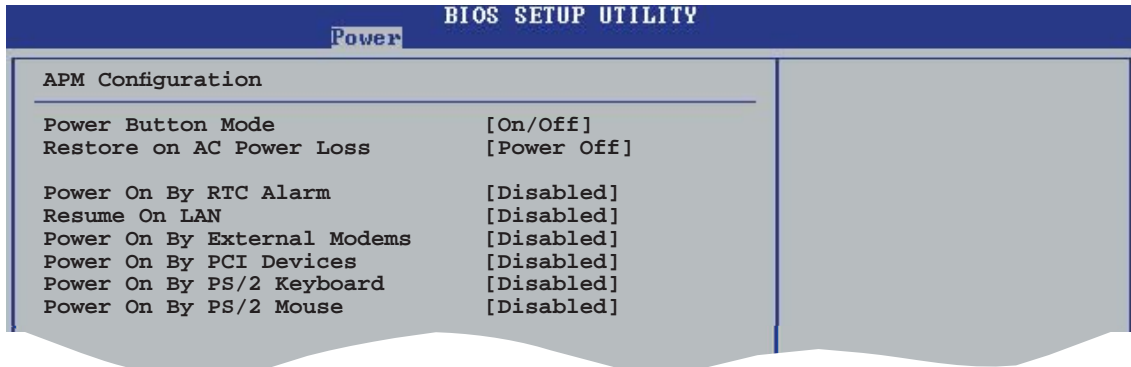 BIOS SETUP UTILITY
Power
APM Configuration
Power Button Mode [On/Off]
Restore on AC Power Loss [Power Off]
Power On By RTC Alarm [Disabled]
Resume On LAN [Disabled]
Power On By External Modems [Disabled]
Power On By PCI Devices [Disabled]
Power On By PS/2 Keyboard [Disabled]
Power On By PS/2 Mouse [Disabled]